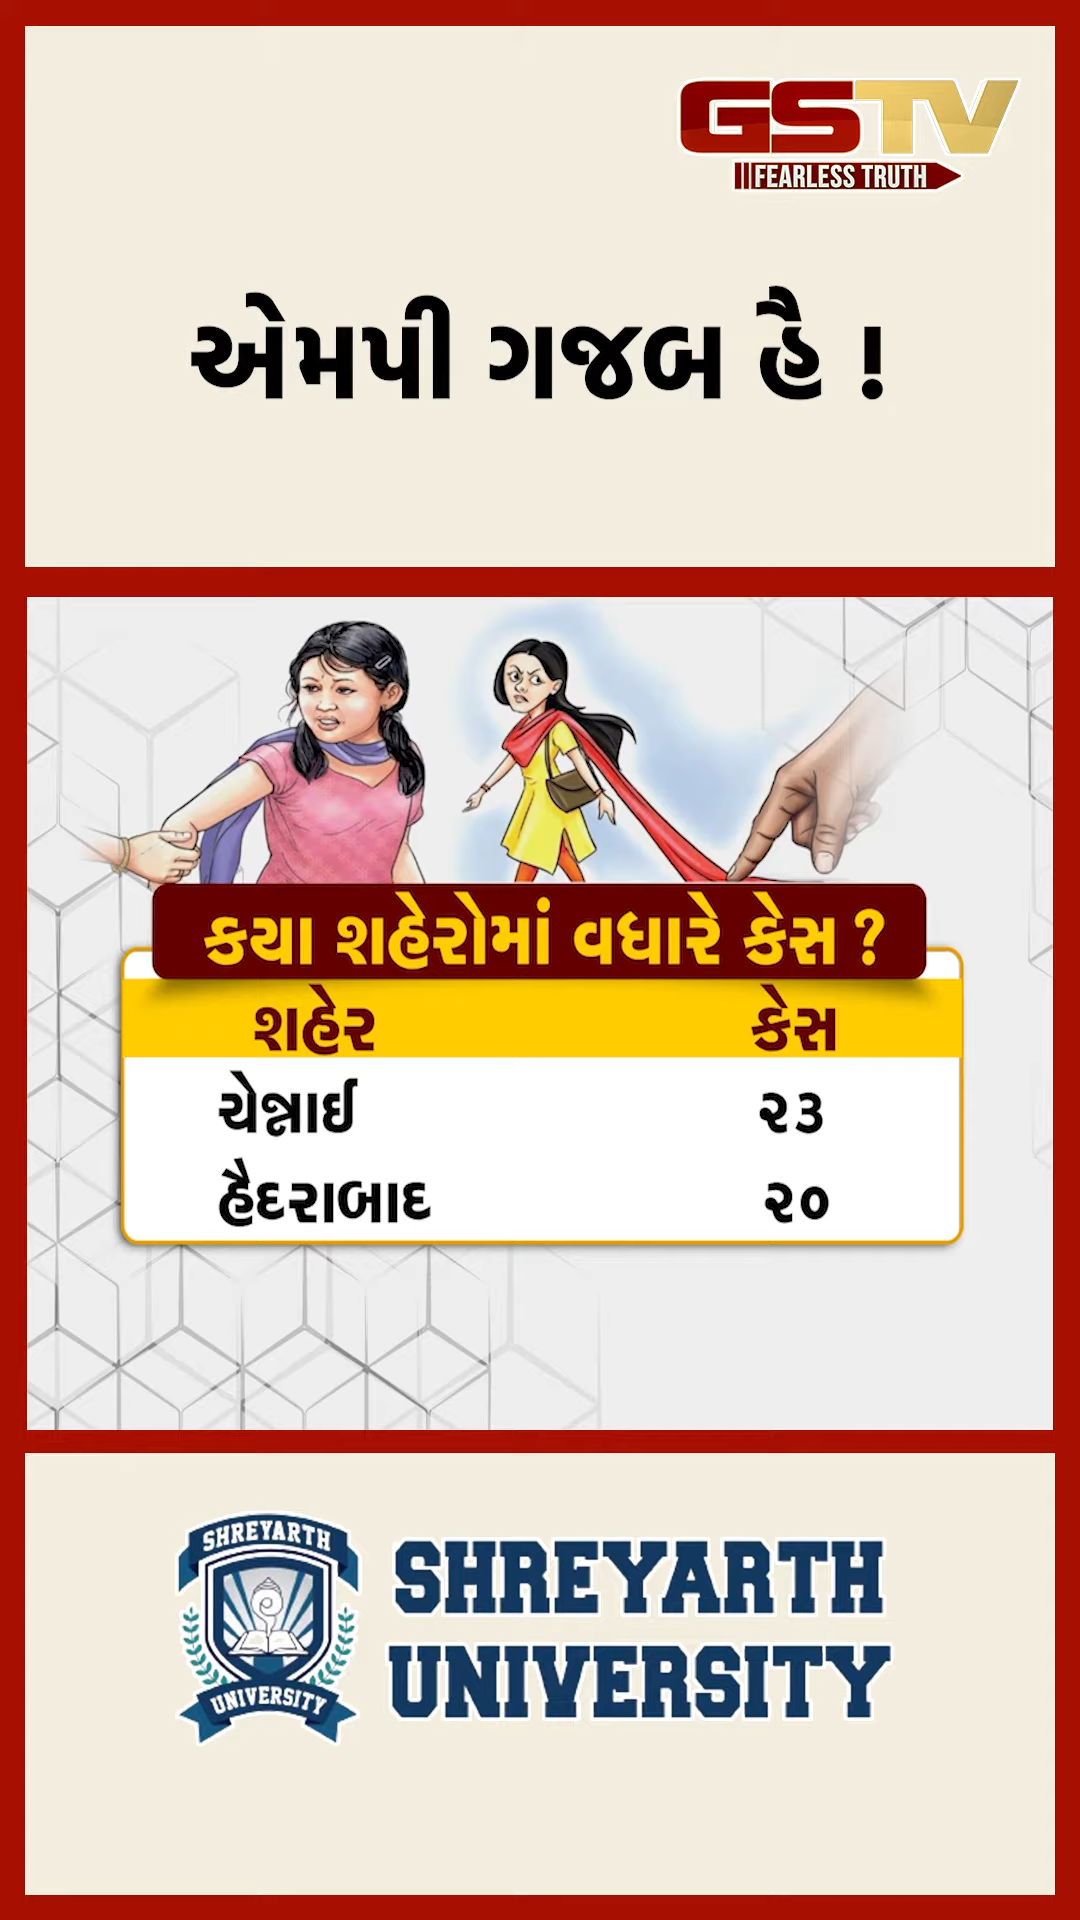 GSTV
FEARLESS TRUTH
એમપી ગજબ હૈ !
કયા શહેરોમાં વધારે કેસ ?
શહેર કેસ
ચેન્નાઈ ૨૩
હૈદરાબાદ ૨૦
SHREYARTH
UNIVERSITY
SHREYARTH
UNIVERSITY